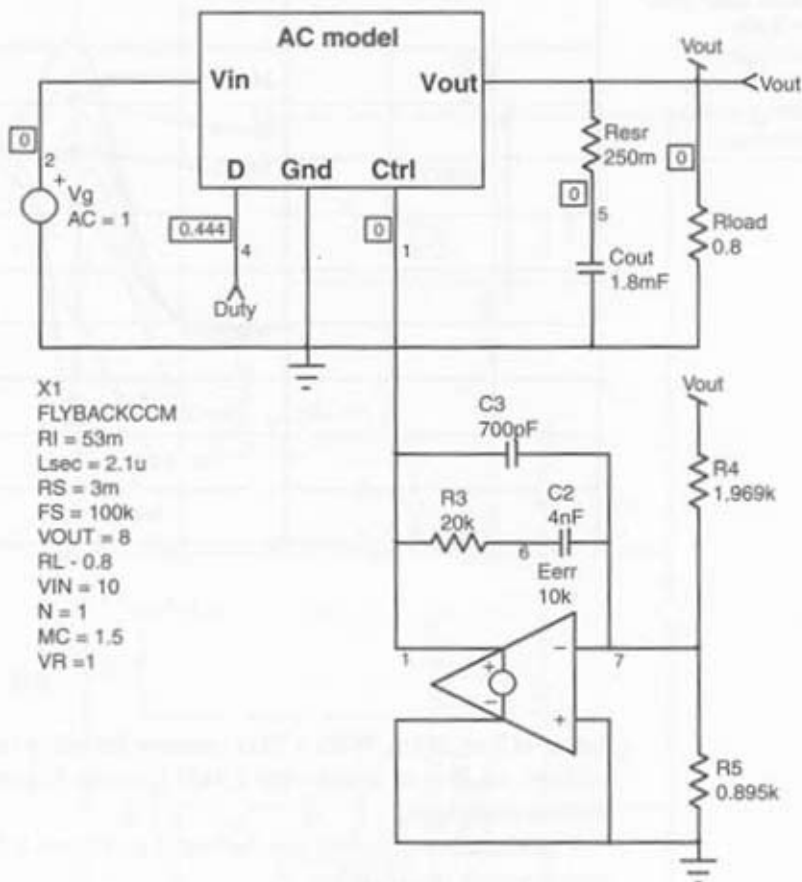 AC model
Vin
Vout
D
Gnd
Ctrl
Vout
Vout
0
2
+
Vg
AC = 1
0.444
4
Duty
0
1
Resr
250m
0
5
Cout
1.8mF
0
Rload
0.8
X1
FLYBACKCCM
RI = 53m
Lsec = 2.1u
RS = 3m
FS = 100k
VOUT = 8
RL - 0.8
VIN = 10
N = 1
MC = 1.5
VR =1
C3
700pF
R3
20k
C2
4nF
6
Eerr
10k
1
+
−
−
+
7
Vout
R4
1.969k
R5
0.895k